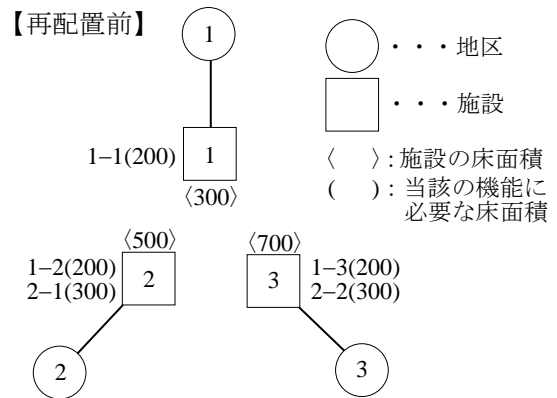 【再配置前】
1
・・・地区
・・・施設
1−1(200)
1
〈300〉
〈　〉: 施設の床面積
(　) : 当該の機能に
必要な床面積
〈500〉
1−2(200)
2−1(300)
2
〈700〉
3
1−3(200)
2−2(300)
2
3